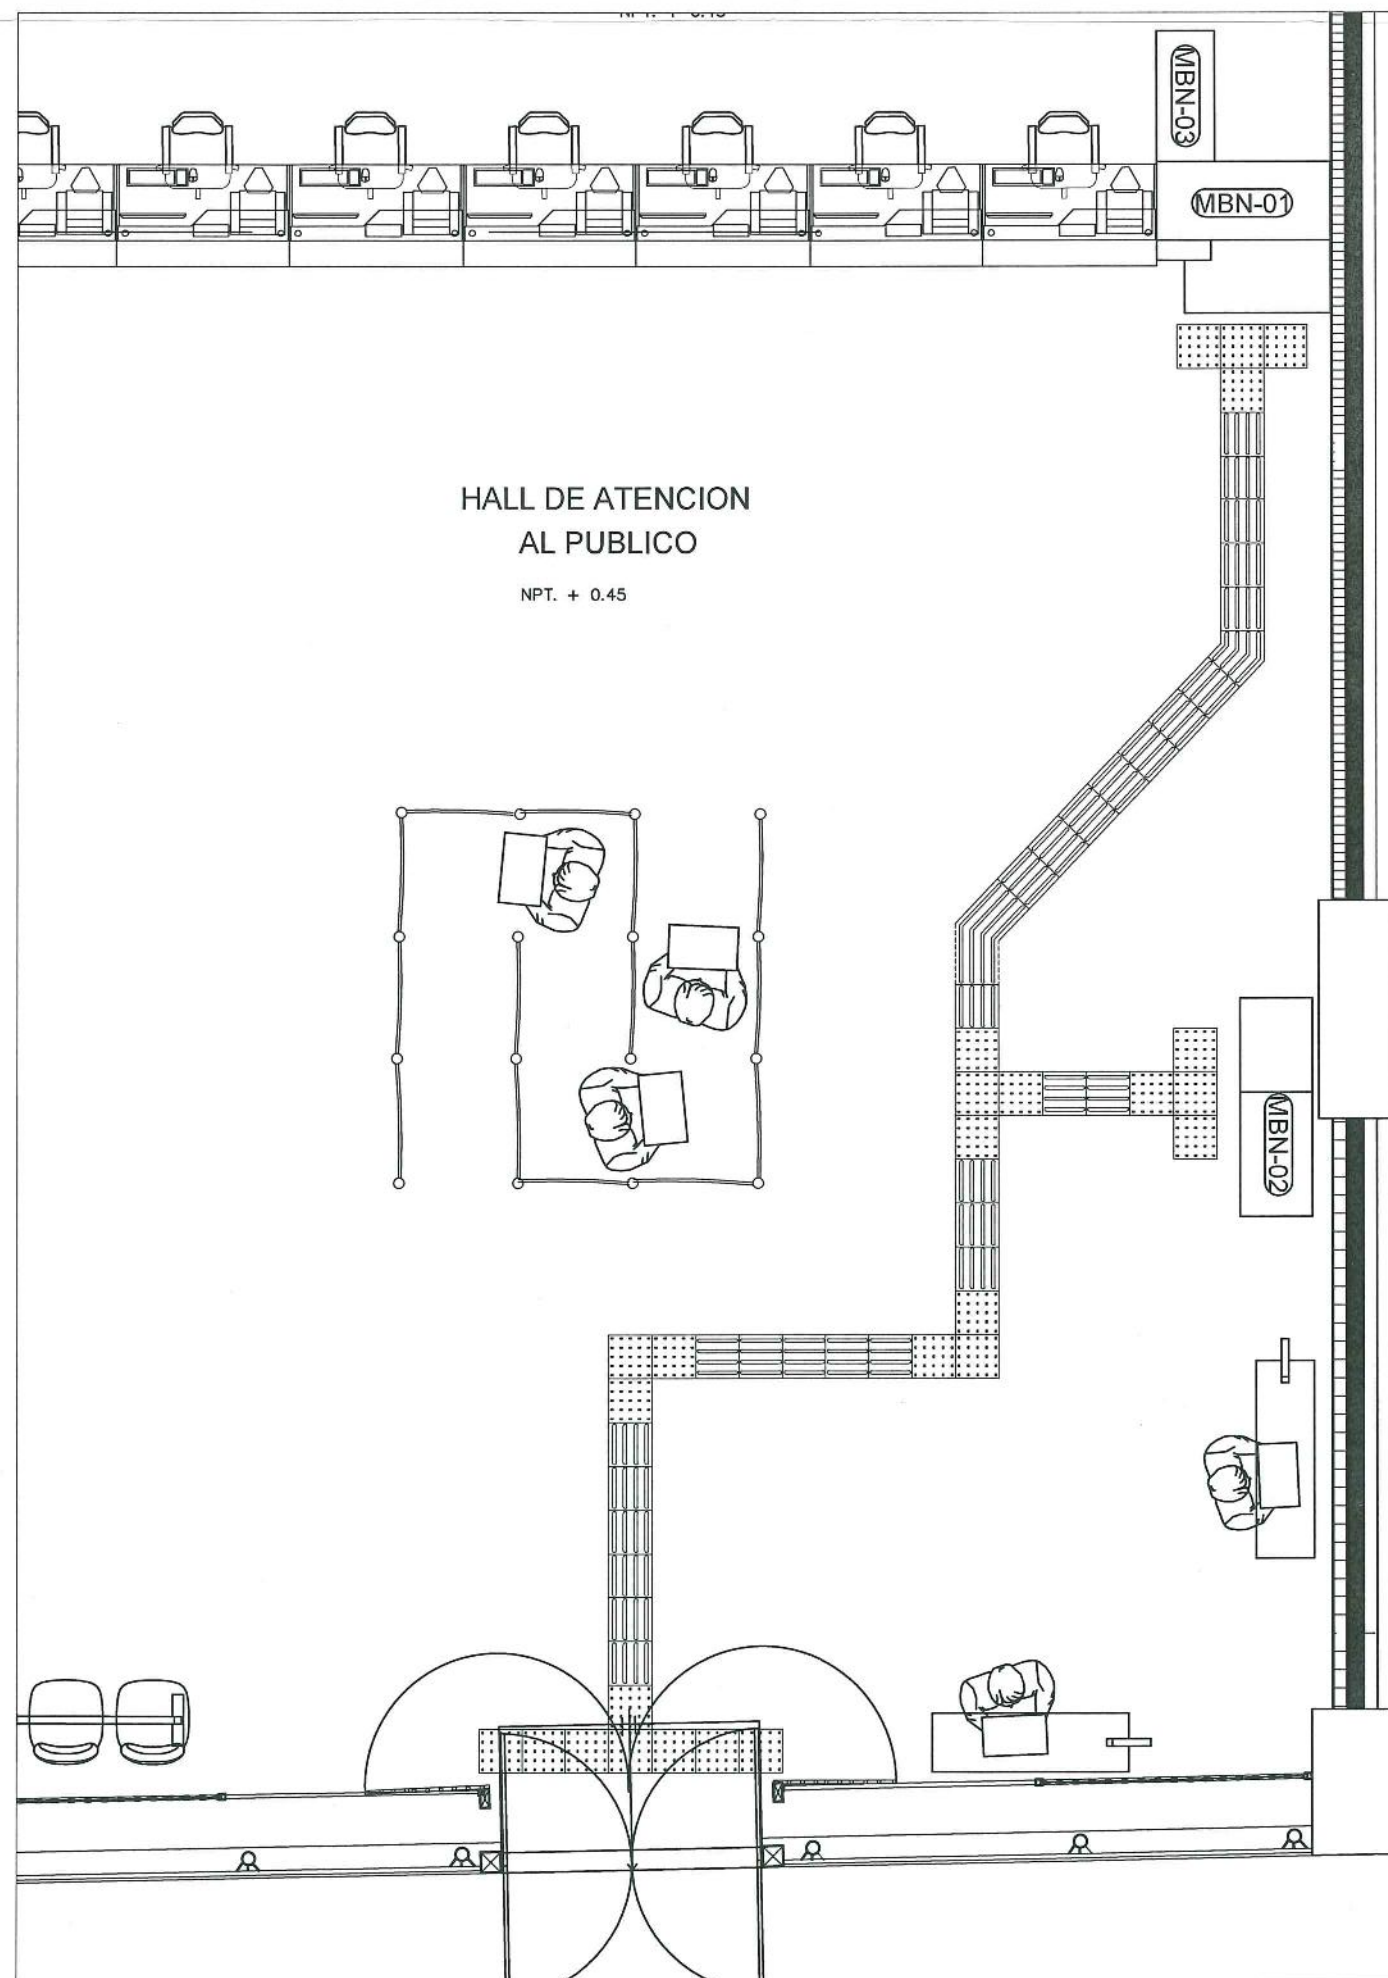 MBN-03
MBN-01
HALL DE ATENCION
AL PUBLICO
NPT. + 0.45
MBN-02